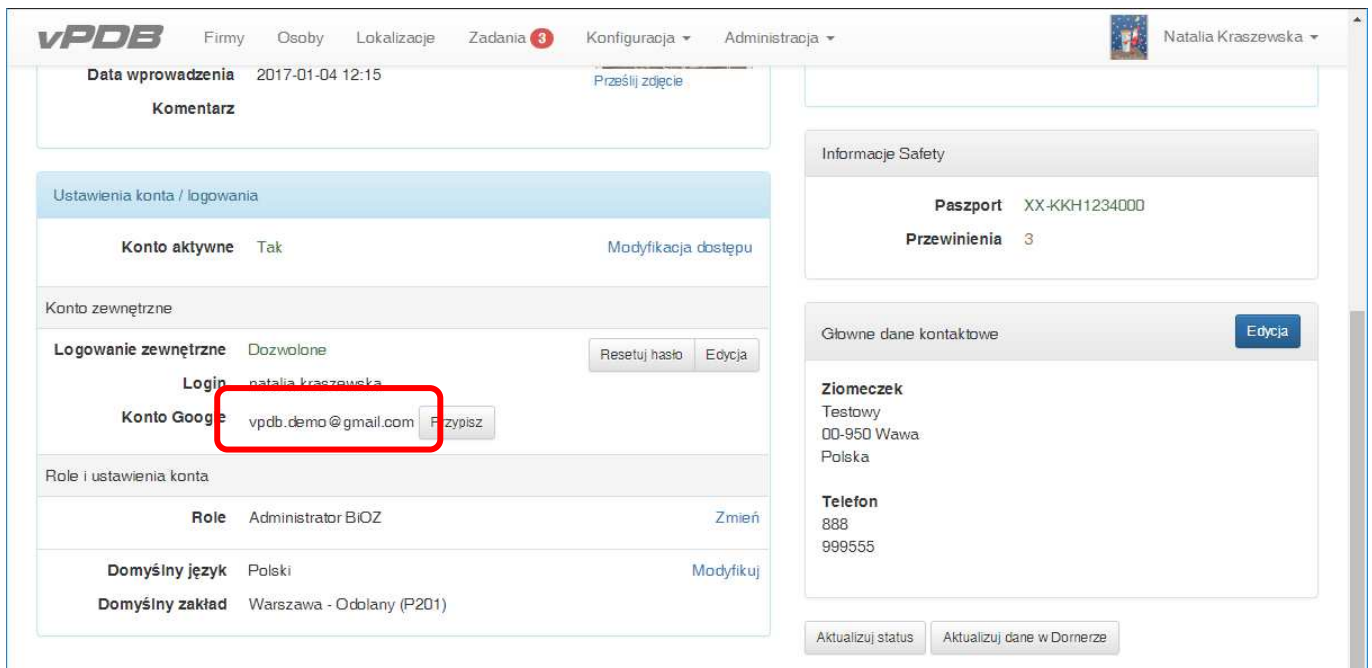 vPDB Firmy Osoby Lokalizacje Zadania 3 Konfiguracja Administracja Natalia Kraszewska
Data wprowadzenia 2017-01-04 12:15
Prześlij zdjęcie
Komentarz
Ustawienia konta / logowania
Konto aktywne Tak Modyfikacja dostępu
Konto zewnętrzne
Logowanie zewnętrzne Dozwolone Resetuj hasło Edycja
Login natalia.kraszewska
Konto Google vpdb.demo@gmail.com Przypisz
Role i ustawienia konta
Role Administrator BiOZ Zmień
Domyślny język Polski Modyfikuj
Domyślny zakład Warszawa - Odolany (P201)
Informacje Safety
Paszport XX-KKH1234000
Przewinienia 3
Głowne dane kontaktowe Edycja
Ziomeczek
Testowy
00-950 Wawa
Polska
Telefon
888
999555
Aktualizuj status Aktualizuj dane w Dornerze